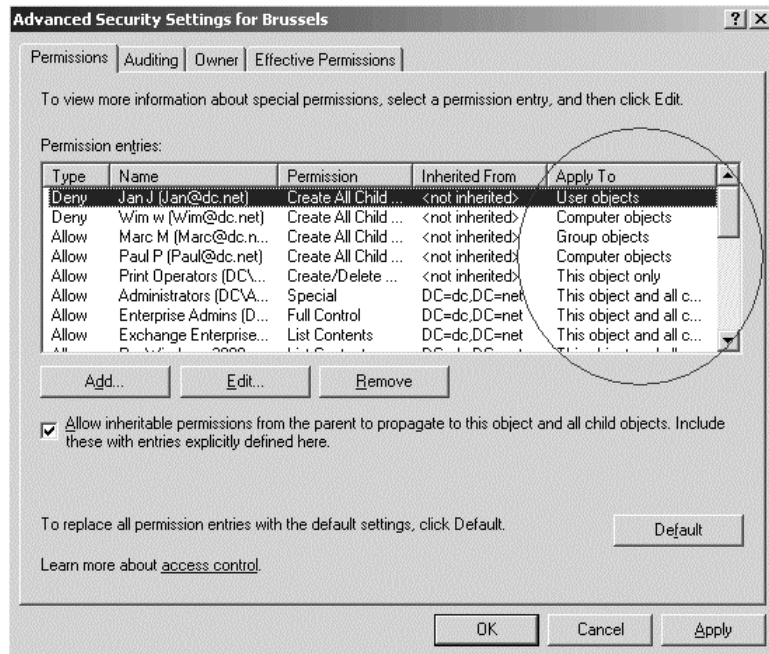 Advanced Security Settings for Brussels
Permissions Auditing Owner Effective Permissions
To view more information about special permissions, select a permission entry, and then click Edit.
Permission entries:
Type Name Permission Inherited From Apply To
Deny Jan J (Jan@dc.net) Create All Child ... <not inherited> User objects
Deny Wim w (Wim@dc.net) Create All Child ... <not inherited> Computer objects
Allow Marc M (Marc@dc.n... Create All Child ... <not inherited> Group objects
Allow Paul P (Paul@dc.net) Create All Child ... <not inherited> Computer objects
Allow Print Operators (DC\... Create/Delete ... <not inherited> This object only
Allow Administrators (DC\A... Special DC=dc,DC=net This object and all c...
Allow Enterprise Admins (D... Full Control DC=dc,DC=net This object and all c...
Allow Exchange Enterprise... List Contents DC=dc,DC=net This object and all c...
Add... Edit... Remove
Allow inheritable permissions from the parent to propagate to this object and all child objects. Include
these with entries explicitly defined here.
To replace all permission entries with the default settings, click Default.
Default
Learn more about access control.
OK Cancel Apply